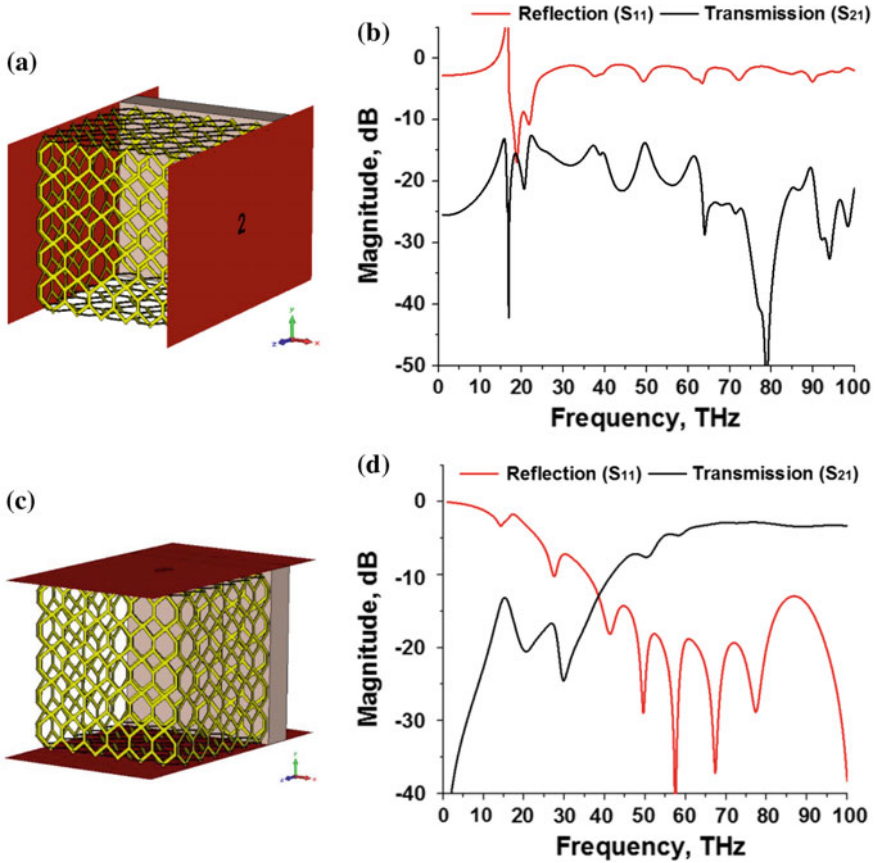 (a)
2
(b)
Reflection (S11) Transmission (S21)
0
-10
-20
-30
-40
-50
Magnitude, dB
0 10 20 30 40 50 60 70 80 90 100
Frequency, THz
(c)
(d)
Reflection (S11) Transmission (S21)
0
-10
-20
-30
-40
Magnitude, dB
0 10 20 30 40 50 60 70 80 90 100
Frequency, THz